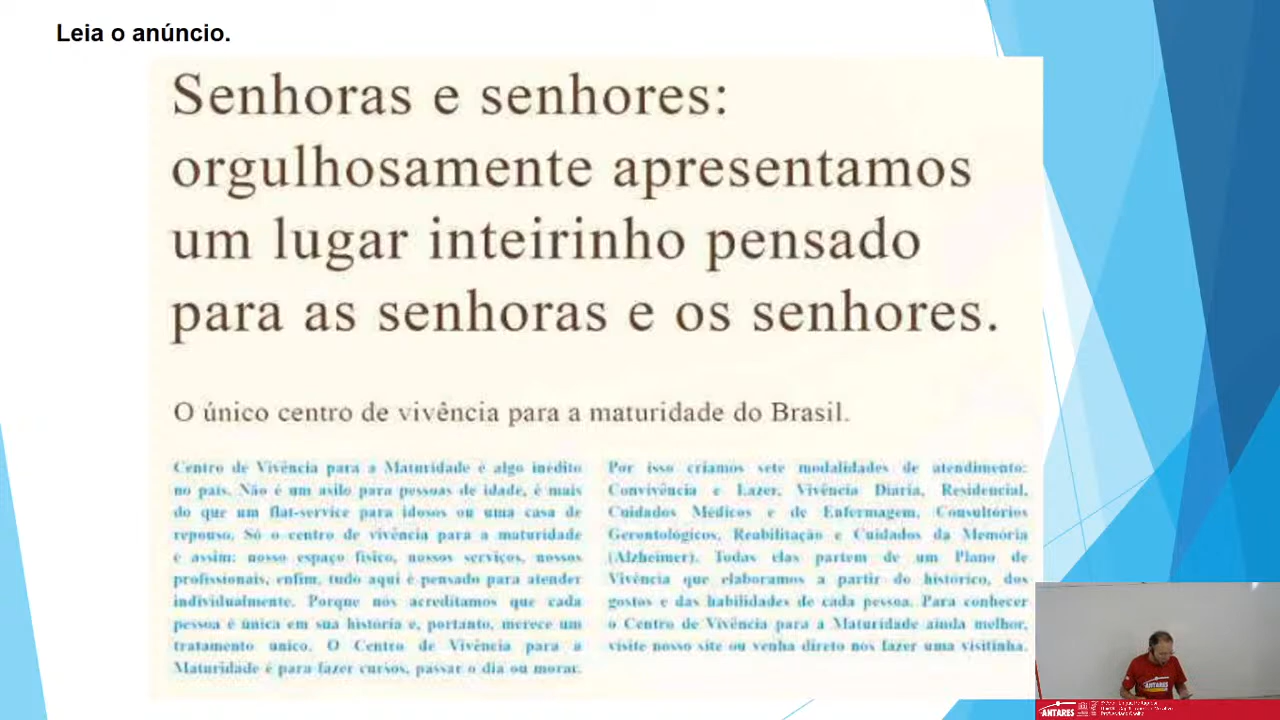 Leia o anúncio.
Senhoras e senhores:
orgulhosamente apresentamos
um lugar inteirinho pensado
para as senhoras e os senhores.
O único centro de vivência para a maturidade do Brasil.
Centro de Vivência para a Maturidade é algo inédito
no país. Não é um asilo para pessoas de idade, é mais
do que um flat-service para idosos ou uma casa de
repouso. Só o centro de vivência para a maturidade
é assim: nosso espaço físico, nossos serviços, nossos
profissionais, enfim, tudo aqui é pensado para atender
individualmente. Porque nós acreditamos que cada
pessoa é única em sua história e, portanto, merece um
tratamento único. O Centro de Vivência para a
Maturidade é para fazer cursos, passar o dia ou morar.
Por isso criamos sete modalidades de atendimento:
Convivência e Lazer, Vivência Diária, Residencial,
Cuidados Médicos e de Enfermagem, Consultórios
Gerontológicos, Reabilitação e Cuidados da Memória
(Alzheimer). Todas elas partem de um Plano de
Vivência que elaboramos a partir do histórico, dos
gostos e das habilidades de cada pessoa. Para conhecer
o Centro de Vivência para a Maturidade ainda melhor,
visite nosso site ou venha direto nos fazer uma visitinha.
ANTARES
ANTARES